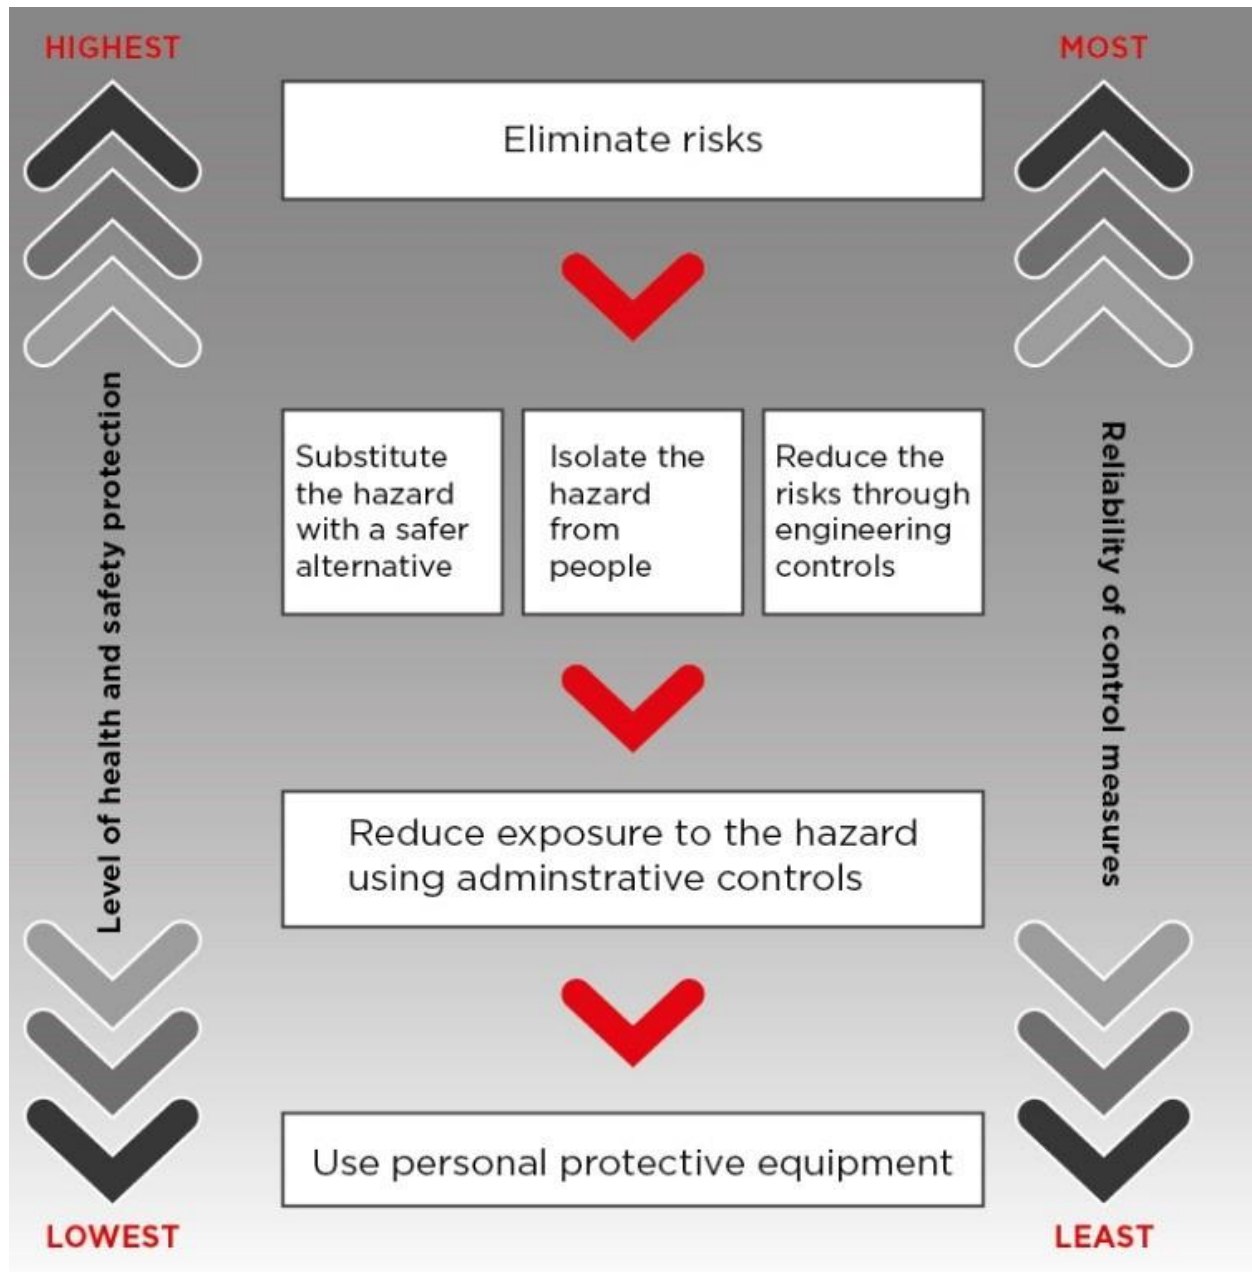 HIGHEST
MOST
Eliminate risks
Substitute
the hazard
with a safer
alternative
Isolate the
hazard
from
people
Reduce the
risks through
engineering
controls
Level of health and safety protection
Reliability of control measures
Reduce exposure to the hazard
using adminstrative controls
Use personal protective equipment
LOWEST
LEAST